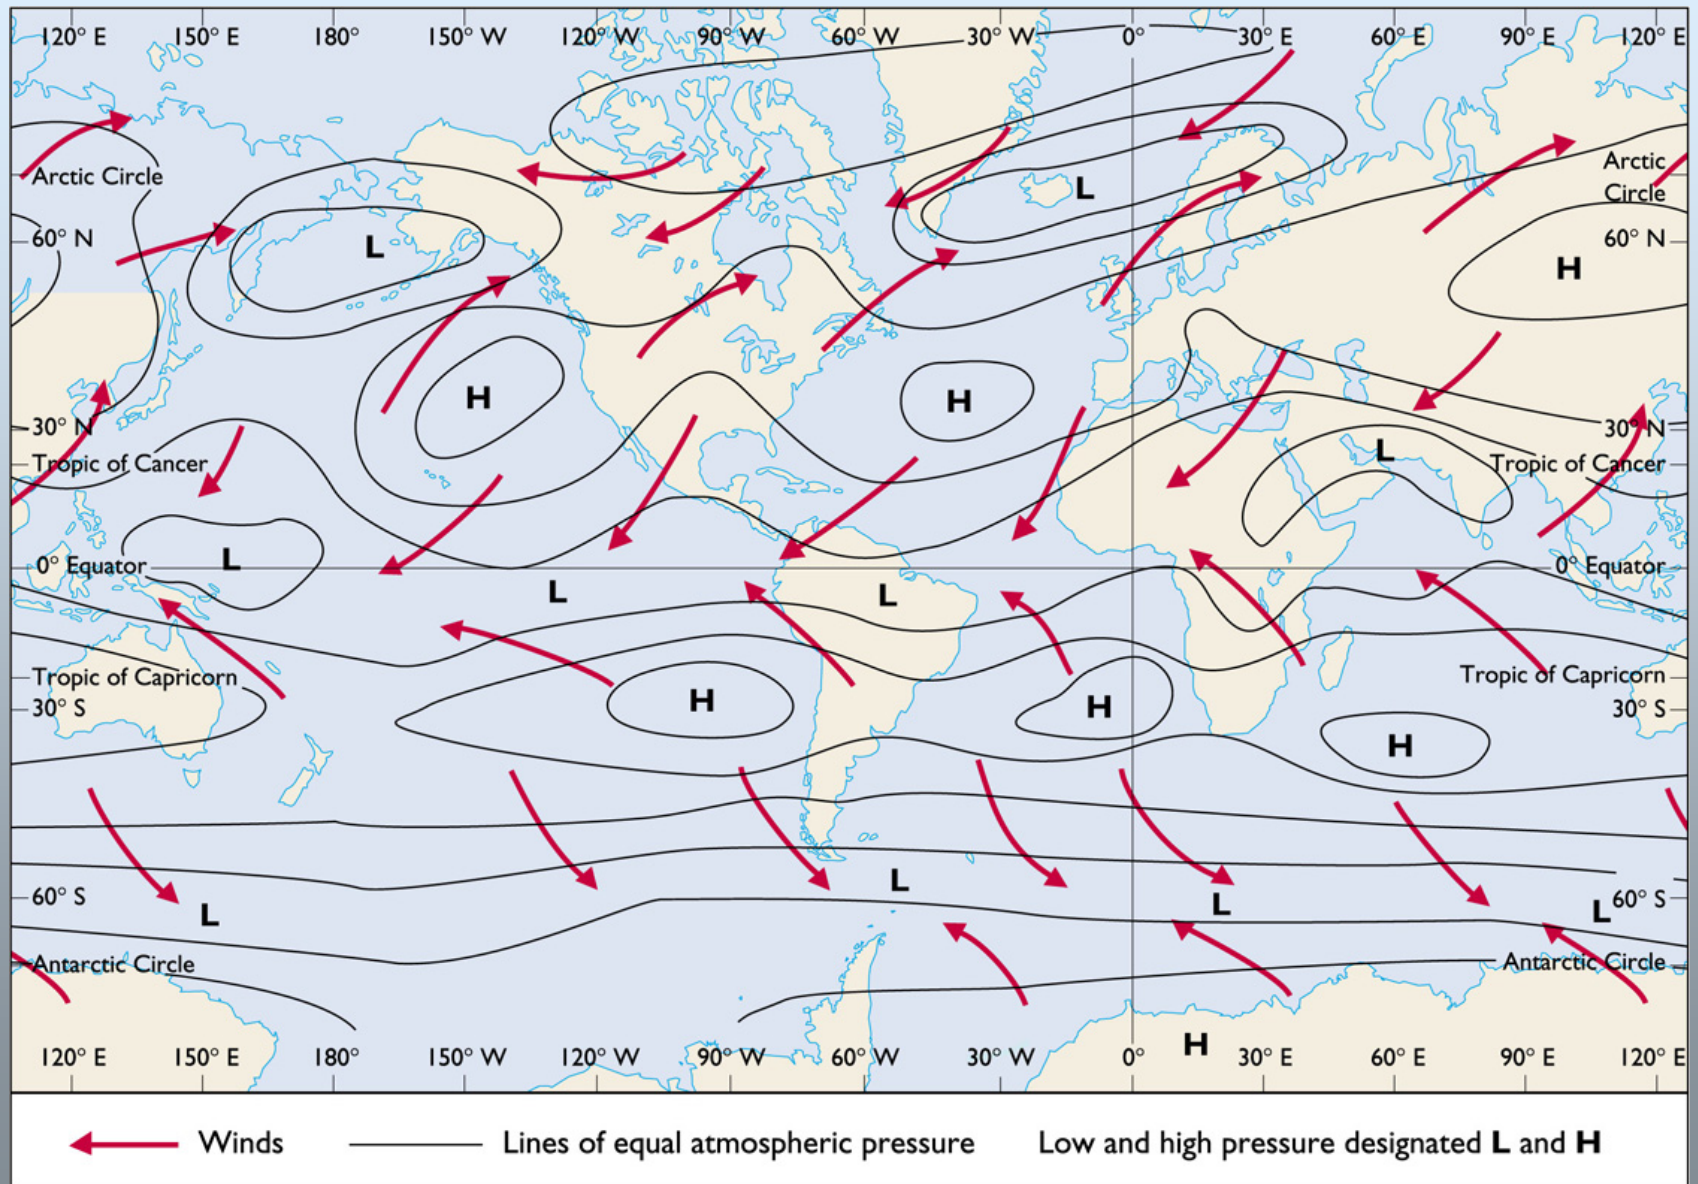 120° E 150° E 180° 150° W 120° W 90° W 60° W 30° W 0° 30° E 60° E 90° E 120° E
Arctic Circle
Arctic
Circle
L
60° N
L
60° N
H
H
H
30° N
30° N
L
Tropic of Cancer
Tropic of Cancer
L
0° Equator
0° Equator
L
L
Tropic of Capricorn
Tropic of Capricorn
H
H
30° S
30° S
H
L
60° S
L
L
60° S
L
Antarctic Circle
Antarctic Circle
H
120° E 150° E 180° 150° W 120° W 90° W 60° W 30° W 0° 30° E 60° E 90° E 120° E
Winds Lines of equal atmospheric pressure Low and high pressure designated L and H